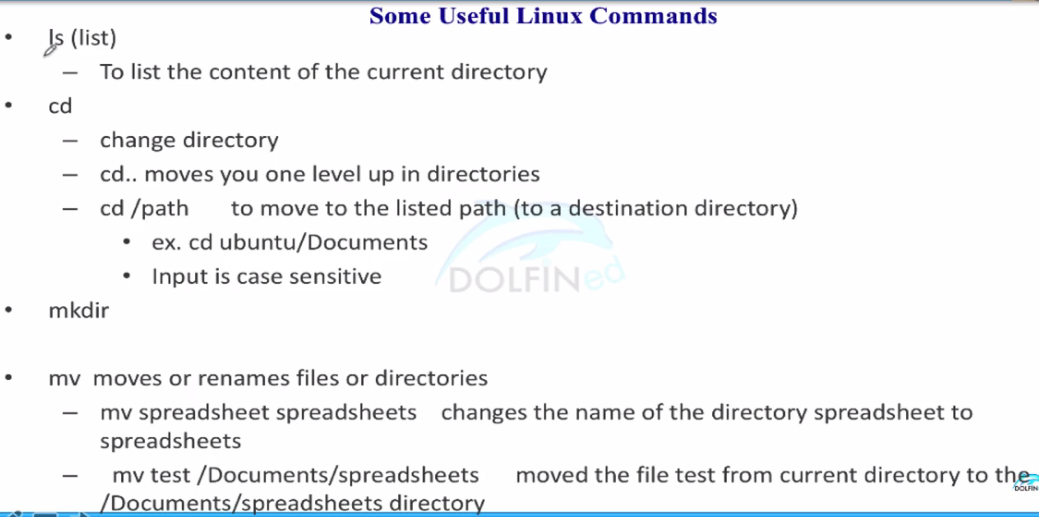 Some Useful Linux Commands
• ls (list)
– To list the content of the current directory
• cd
– change directory
– cd.. moves you one level up in directories
– cd /path to move to the listed path (to a destination directory)
• ex. cd ubuntu/Documents
• Input is case sensitive
DOLFINed
• mkdir
• mv moves or renames files or directories
– mv spreadsheet spreadsheets changes the name of the directory spreadsheet to
spreadsheets
– mv test /Documents/spreadsheets moved the file test from current directory to the
DOLFIN
/Documents/spreadsheets directory